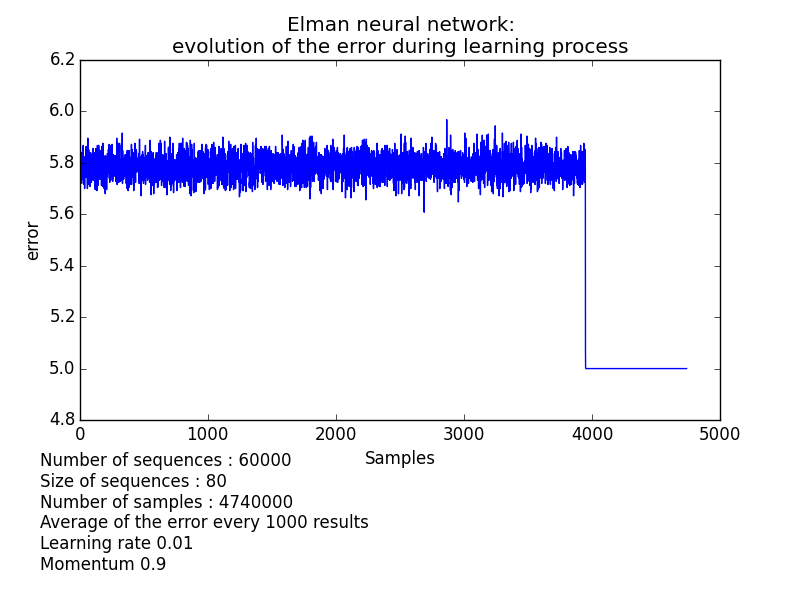 Elman neural network:
evolution of the error during learning process
6.2
6.0
5.8
5.6
5.4
5.2
5.0
4.8
error
0 1000 2000 3000 4000 5000
Samples
Number of sequences : 60000
Size of sequences : 80
Number of samples : 4740000
Average of the error every 1000 results
Learning rate 0.01
Momentum 0.9